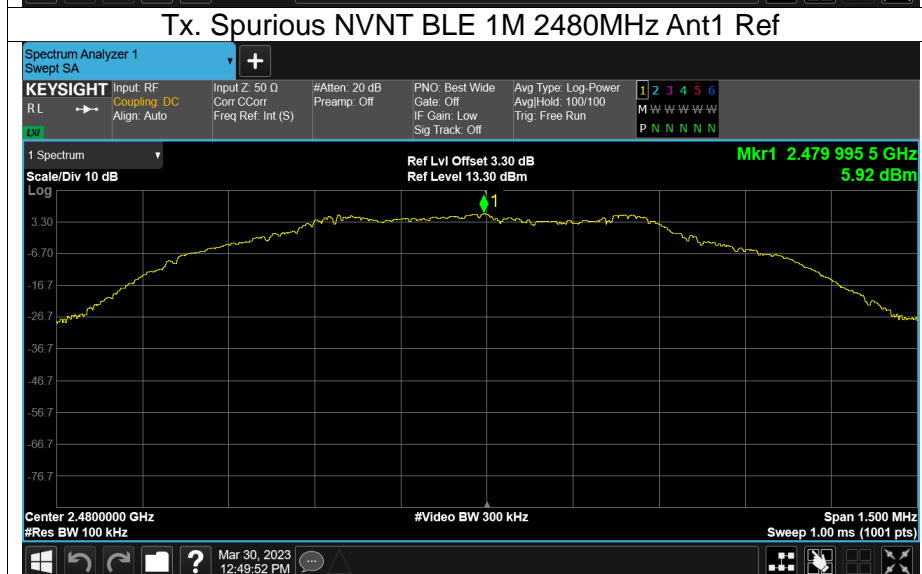 Tx. Spurious NVNT BLE 1M 2480MHz Ant1 Ref
Spectrum Analyzer 1
Swept SA
+
KEYSIGHT
RL
LXI
Input: RF
Coupling: DC
Align: Auto
Input Z: 50 Ω
Corr CCorr
Freq Ref: Int (S)
#Atten: 20 dB
Preamp: Off
PNO: Best Wide
Gate: Off
IF Gain: Low
Sig Track: Off
Avg Type: Log-Power
Avg|Hold: 100/100
Trig: Free Run
1 2 3 4 5 6
M W W W W W
P N N N N N
1 Spectrum
Scale/Div 10 dB
Ref Lvl Offset 3.30 dB
Ref Level 13.30 dBm
Mkr1 2.479 995 5 GHz
5.92 dBm
Log
1
3.30
-6.70
-16.7
-26.7
-36.7
-46.7
-56.7
-66.7
-76.7
Center 2.4800000 GHz
#Res BW 100 kHz
#Video BW 300 kHz
Span 1.500 MHz
Sweep 1.00 ms (1001 pts)
?
Mar 30, 2023
12:49:52 PM